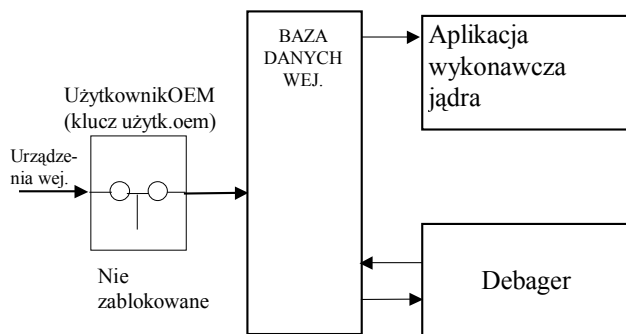 BAZA
DANYCH
WEJ.
Aplikacja
wykonawcza
jądra
UżytkownikOEM
(klucz użytk.oem)
Urządze-
nia wej.
Nie
zablokowane
Debager